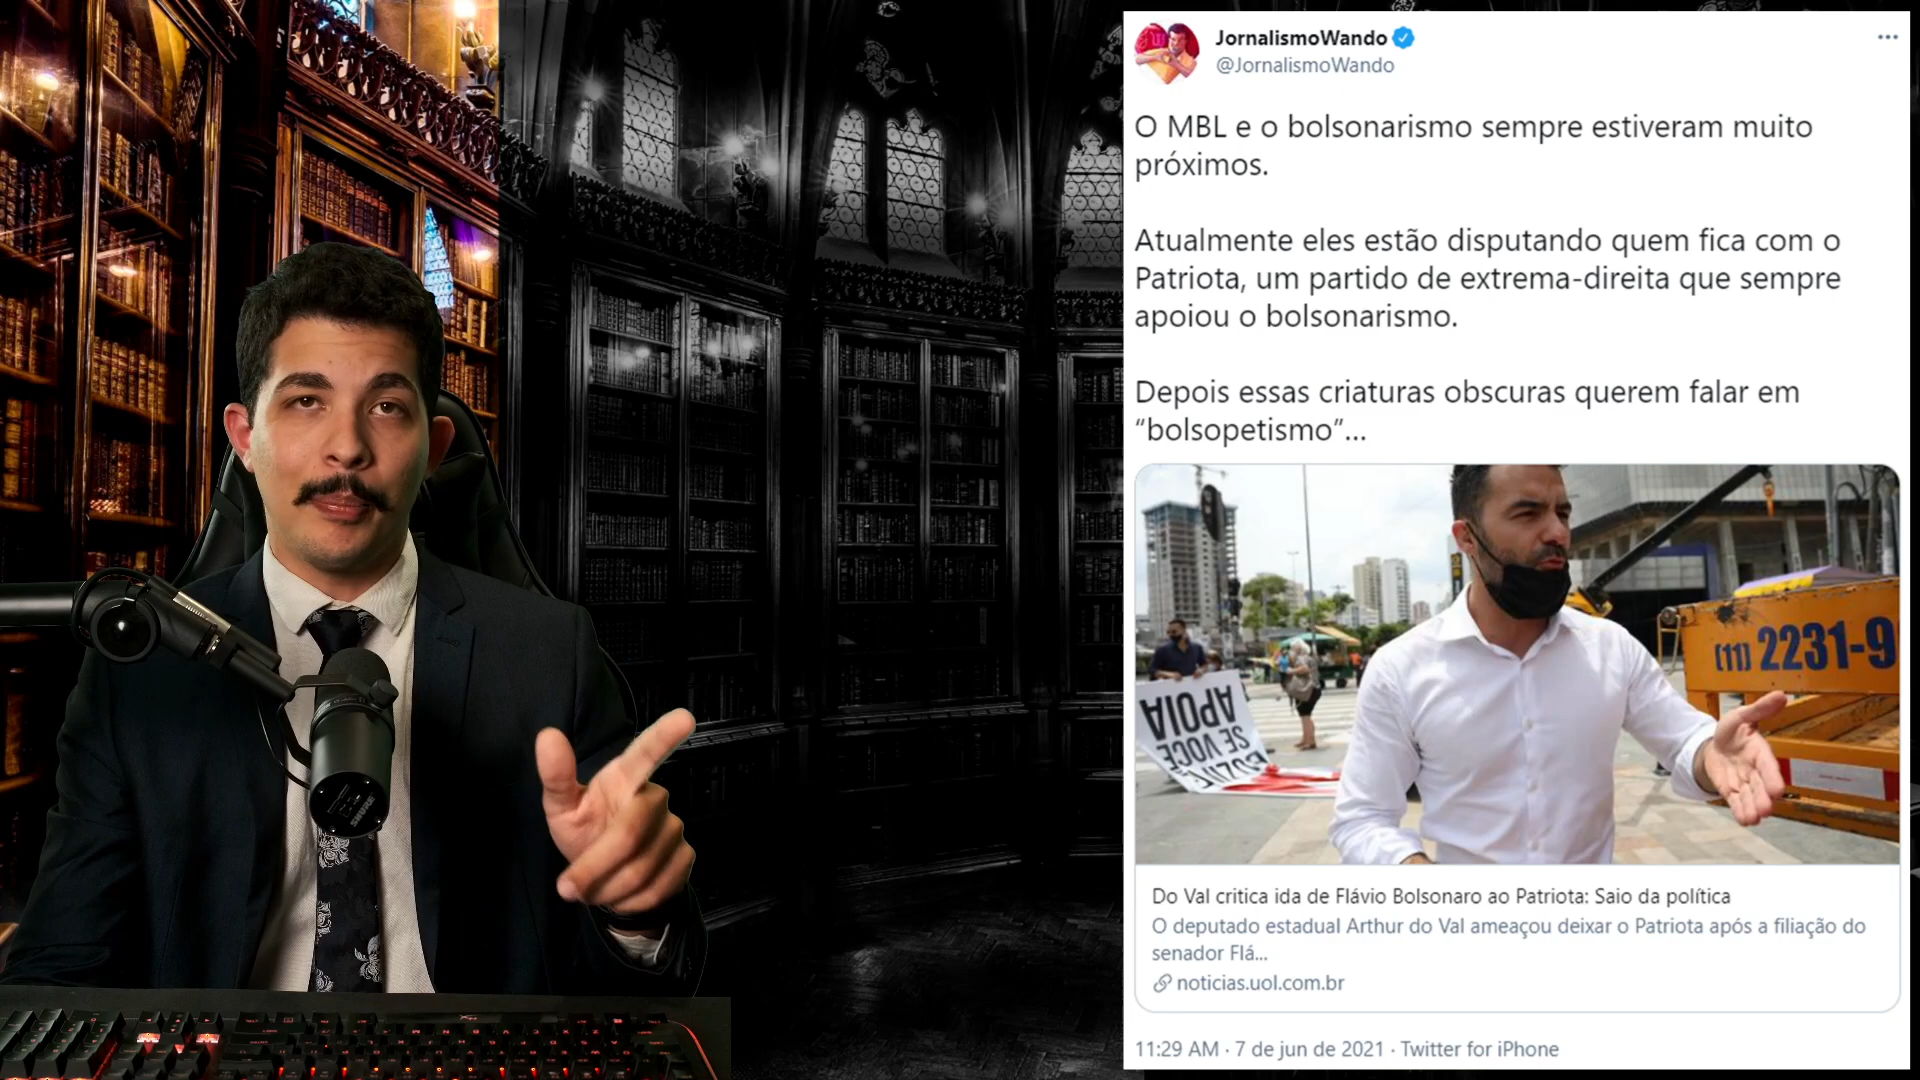 JornalismoWando
@JornalismoWando
O MBL e o bolsonarismo sempre estiveram muito
próximos.
Atualmente eles estão disputando quem fica com o
Patriota, um partido de extrema-direita que sempre
apoiou o bolsonarismo.
Depois essas criaturas obscuras querem falar em
“bolsopetismo”...
APOIA
SE VOCÊ
(11) 2231-9
Do Val critica ida de Flávio Bolsonaro ao Patriota: Saio da política
O deputado estadual Arthur do Val ameaçou deixar o Patriota após a filiação do
senador Flá...
noticias.uol.com.br
11:29 AM · 7 de jun de 2021 · Twitter for iPhone
SHURE